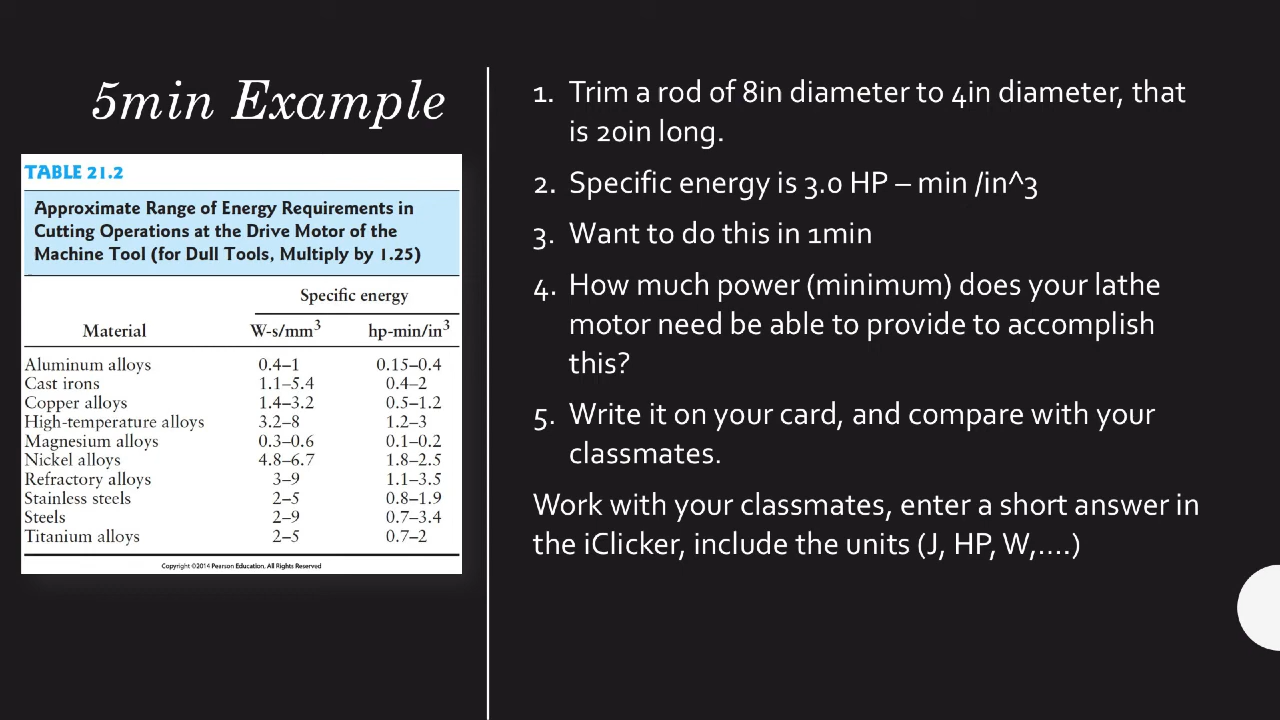 5min Example
TABLE 21.2
Approximate Range of Energy Requirements in
Cutting Operations at the Drive Motor of the
Machine Tool (for Dull Tools, Multiply by 1.25)
Specific energy
Material W-s/mm³ hp-min/in³
Aluminum alloys 0.4–1 0.15–0.4
Cast irons 1.1–5.4 0.4–2
Copper alloys 1.4–3.2 0.5–1.2
High-temperature alloys 3.2–8 1.2–3
Magnesium alloys 0.3–0.6 0.1–0.2
Nickel alloys 4.8–6.7 1.8–2.5
Refractory alloys 3–9 1.1–3.5
Stainless steels 2–5 0.8–1.9
Steels 2–9 0.7–3.4
Titanium alloys 2–5 0.7–2
Copyright ©2014 Pearson Education, All Rights Reserved
1. Trim a rod of 8in diameter to 4in diameter, that
is 20in long.
2. Specific energy is 3.0 HP – min /in^3
3. Want to do this in 1min
4. How much power (minimum) does your lathe
motor need be able to provide to accomplish
this?
5. Write it on your card, and compare with your
classmates.
Work with your classmates, enter a short answer in
the iClicker, include the units (J, HP, W,....)